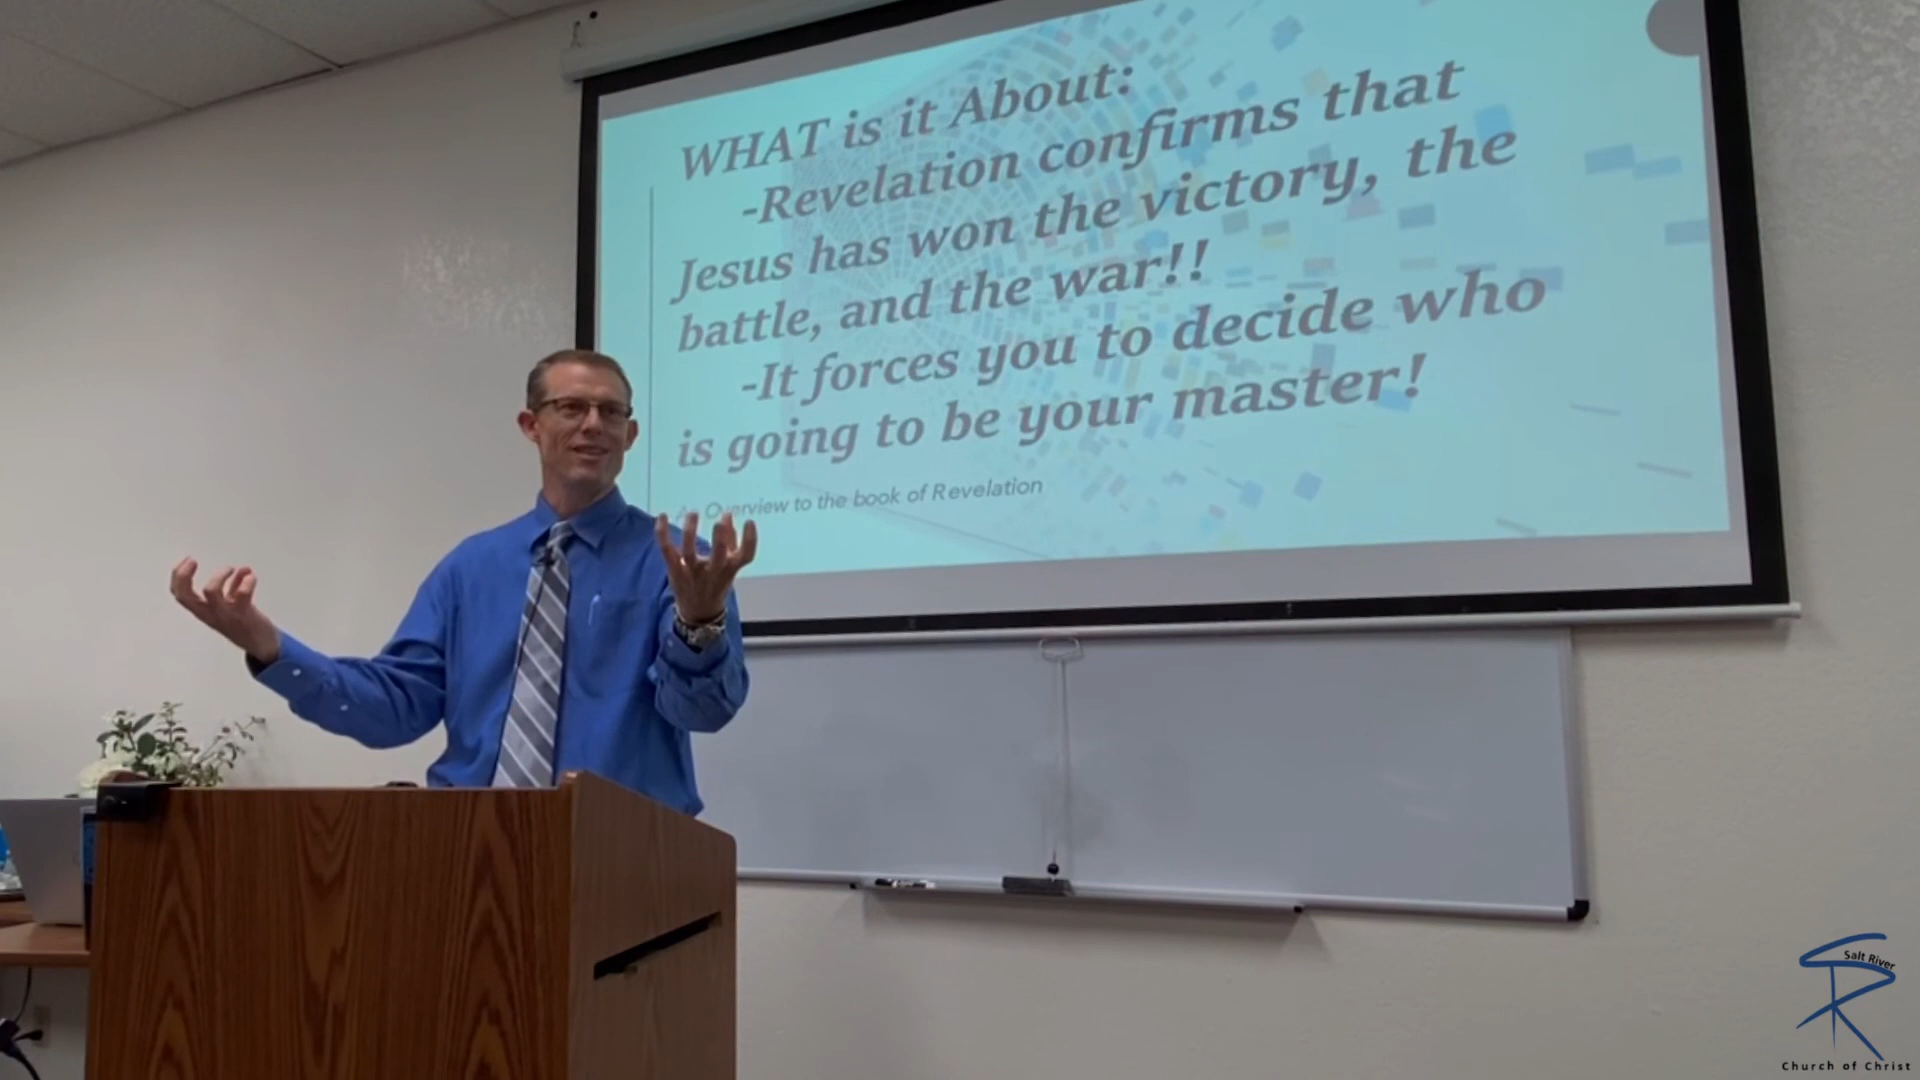 WHAT is it About:
-Revelation confirms that
Jesus has won the victory, the
battle, and the war!!
-It forces you to decide who
is going to be your master!
An Overview to the book of Revelation
Salt River
Church of Christ